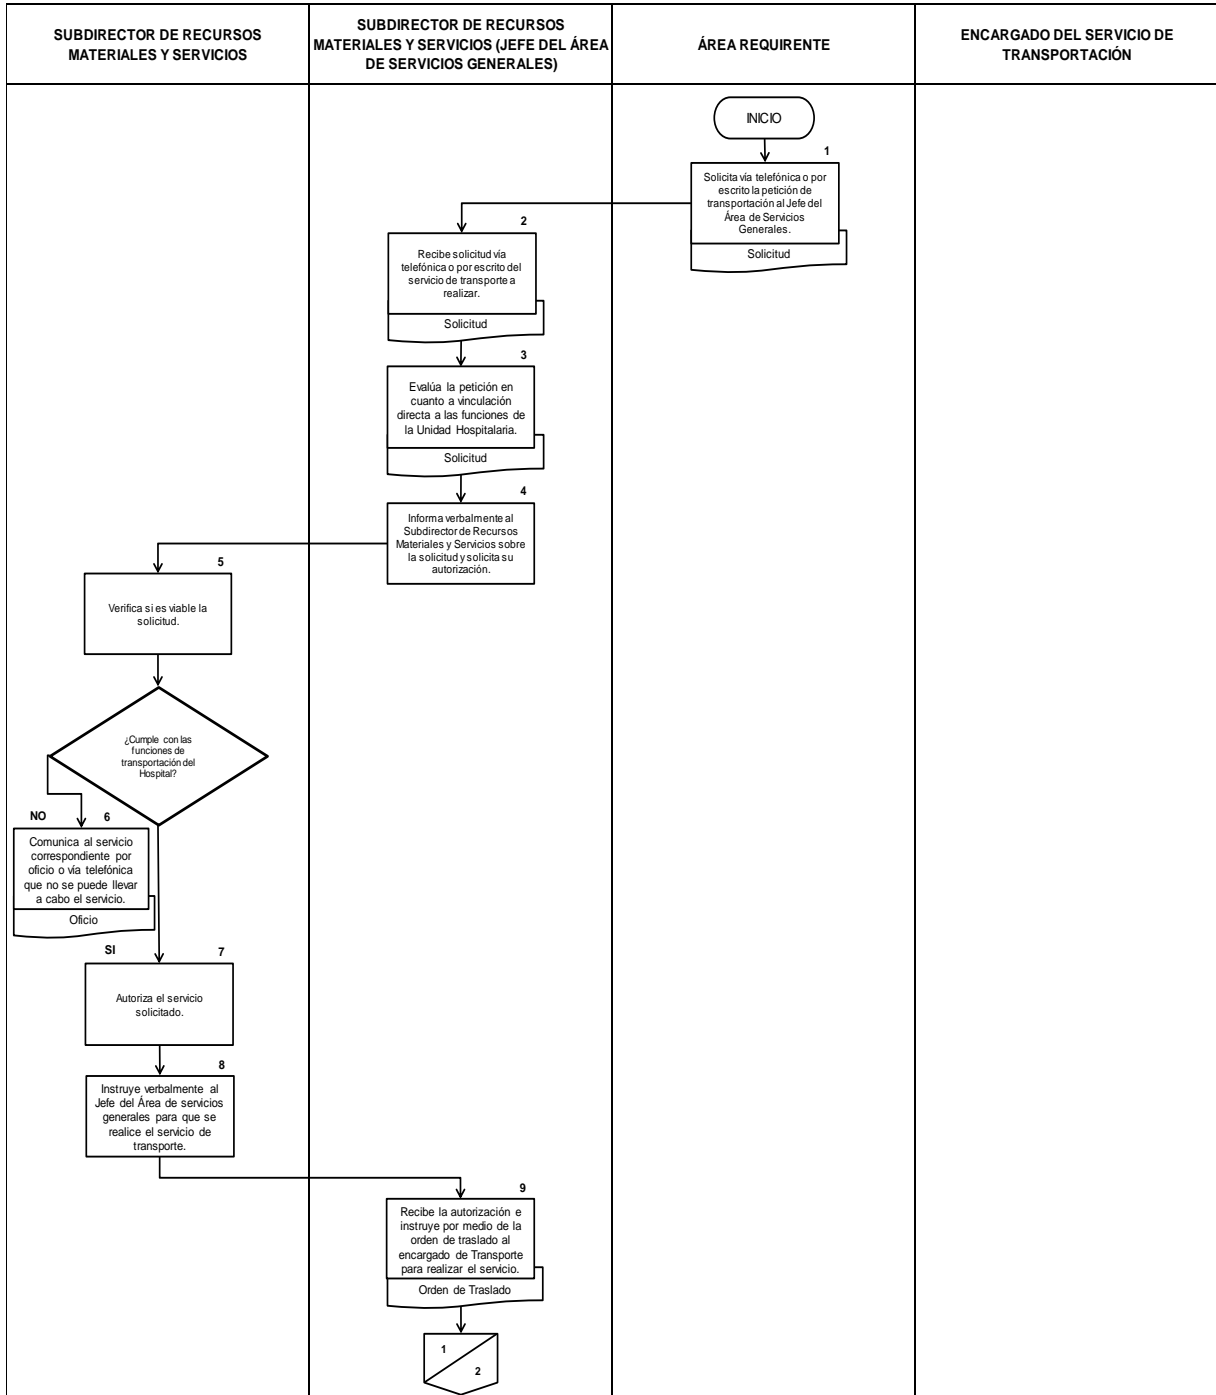 SUBDIRECTOR DE RECURSOS
MATERIALES Y SERVICIOS
SUBDIRECTOR DE RECURSOS
MATERIALES Y SERVICIOS (JEFE DEL ÁREA
DE SERVICIOS GENERALES)
ÁREA REQUIRENTE
ENCARGADO DEL SERVICIO DE
TRANSPORTACIÓN
INICIO
1
Solicita vía telefónica o por
escrito la petición de
transportación al Jefe del
Área de Servicios
Generales.
Solicitud
2
Recibe solicitud vía
telefónica o por escrito del
servicio de transporte a
realizar.
Solicitud
3
Evalúa la petición en
cuanto a vinculación
directa a las funciones de
la Unidad Hospitalaria.
Solicitud
4
Informa verbalmente al
Subdirector de Recursos
Materiales y Servicios sobre
la solicitud y solicita su
autorización.
5
Verifica si es viable la
solicitud.
¿Cumple con las
funciones de
transportación del
Hospital?
NO
6
Comunica al servicio
correspondiente por
oficio o vía telefónica
que no se puede llevar
a cabo el servicio.
Oficio
SI
7
Autoriza el servicio
solicitado.
8
Instruye verbalmente al
Jefe del Área de servicios
generales para que se
realice el servicio de
transporte.
9
Recibe la autorización e
instruye por medio de la
orden de traslado al
encargado de Transporte
para realizar el servicio.
Orden de Traslado
1
2